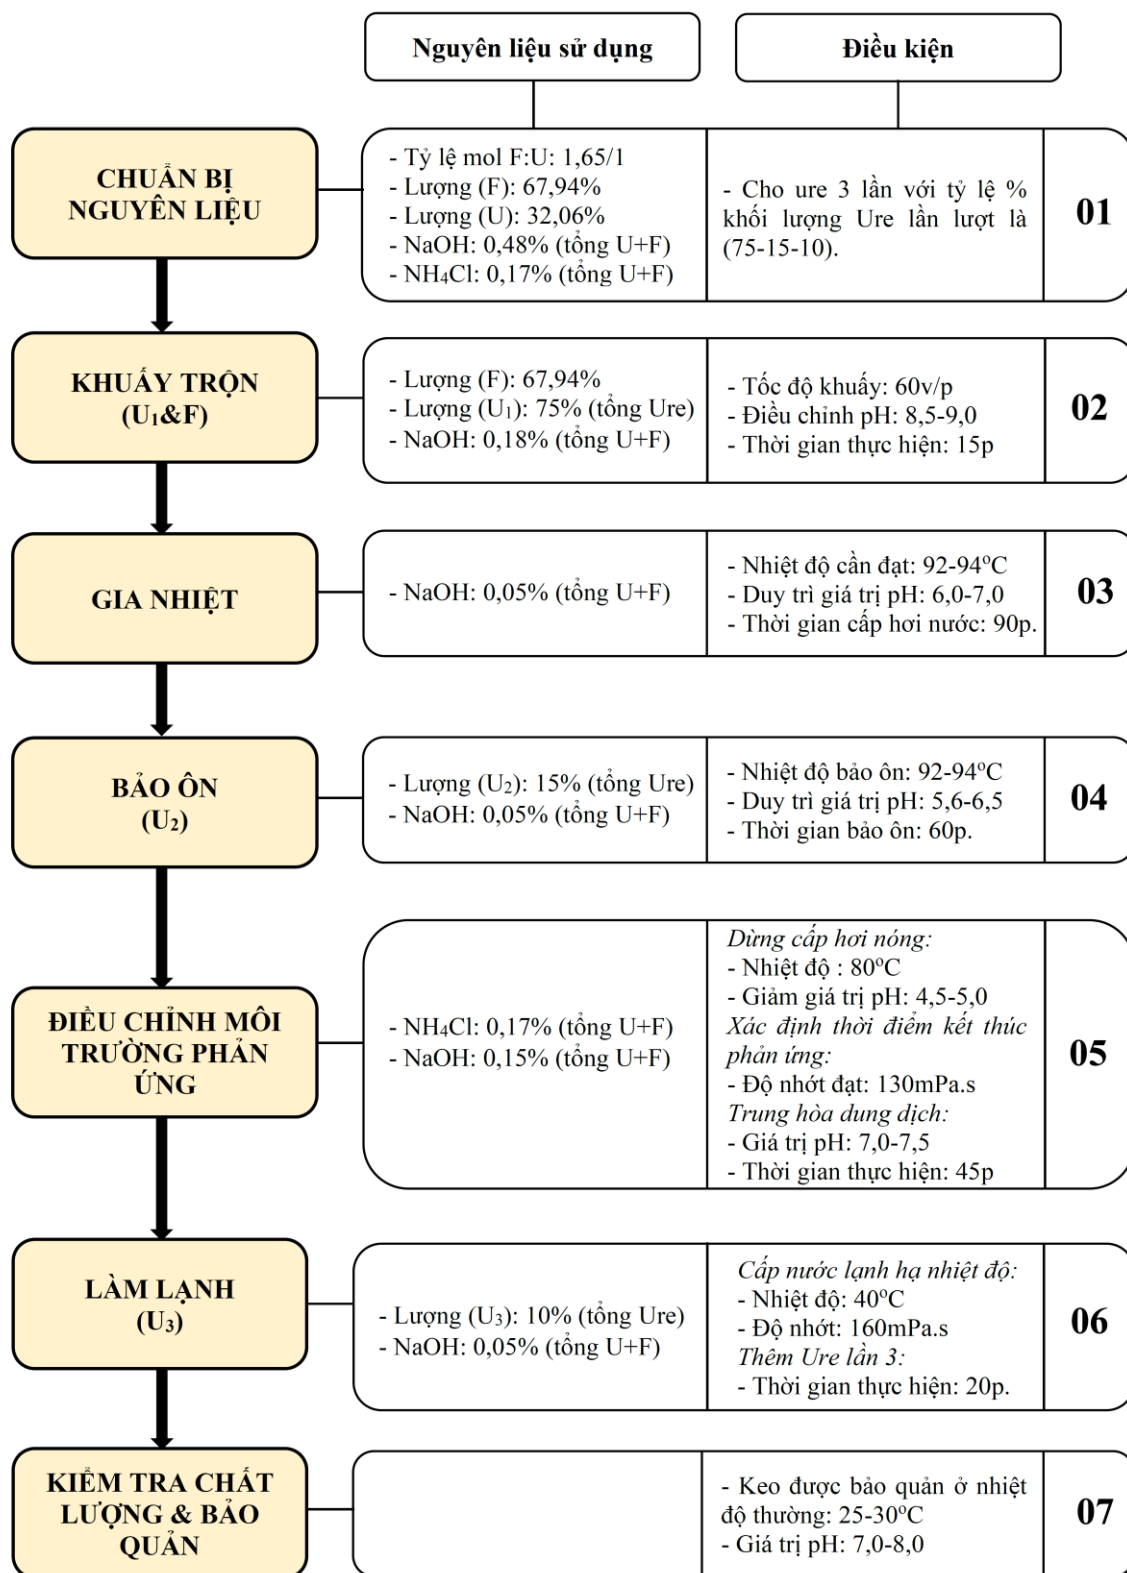 Nguyên liệu sử dụng
Điều kiện
CHUẨN BỊ
NGUYÊN LIỆU
- Tỷ lệ mol F:U: 1,65/1
- Lượng (F): 67,94%
- Lượng (U): 32,06%
- NaOH: 0,48% (tổng U+F)
- NH₄Cl: 0,17% (tổng U+F)
- Cho ure 3 lần với tỷ lệ %
khối lượng Ure lần lượt là
(75-15-10).
01
KHUẤY TRỘN
(U₁&F)
- Lượng (F): 67,94%
- Lượng (U₁): 75% (tổng Ure)
- NaOH: 0,18% (tổng U+F)
- Tốc độ khuấy: 60v/p
- Điều chỉnh pH: 8,5-9,0
- Thời gian thực hiện: 15p
02
GIA NHIỆT
- NaOH: 0,05% (tổng U+F)
- Nhiệt độ cần đạt: 92-94°C
- Duy trì giá trị pH: 6,0-7,0
- Thời gian cấp hơi nước: 90p.
03
BẢO ÔN
(U₂)
- Lượng (U₂): 15% (tổng Ure)
- NaOH: 0,05% (tổng U+F)
- Nhiệt độ bảo ôn: 92-94°C
- Duy trì giá trị pH: 5,6-6,5
- Thời gian bảo ôn: 60p.
04
ĐIỀU CHỈNH MÔI
TRƯỜNG PHẢN
ỨNG
- NH₄Cl: 0,17% (tổng U+F)
- NaOH: 0,15% (tổng U+F)
Dừng cấp hơi nóng:
- Nhiệt độ : 80°C
- Giảm giá trị pH: 4,5-5,0
Xác định thời điểm kết thúc
phản ứng:
- Độ nhớt đạt: 130mPa.s
Trung hòa dung dịch:
- Giá trị pH: 7,0-7,5
- Thời gian thực hiện: 45p
05
LÀM LẠNH
(U₃)
- Lượng (U₃): 10% (tổng Ure)
- NaOH: 0,05% (tổng U+F)
Cấp nước lạnh hạ nhiệt độ:
- Nhiệt độ: 40°C
- Độ nhớt: 160mPa.s
Thêm Ure lần 3:
- Thời gian thực hiện: 20p.
06
KIỂM TRA CHẤT
LƯỢNG & BẢO
QUẢN
- Keo được bảo quản ở nhiệt
độ thường: 25-30°C
- Giá trị pH: 7,0-8,0
07